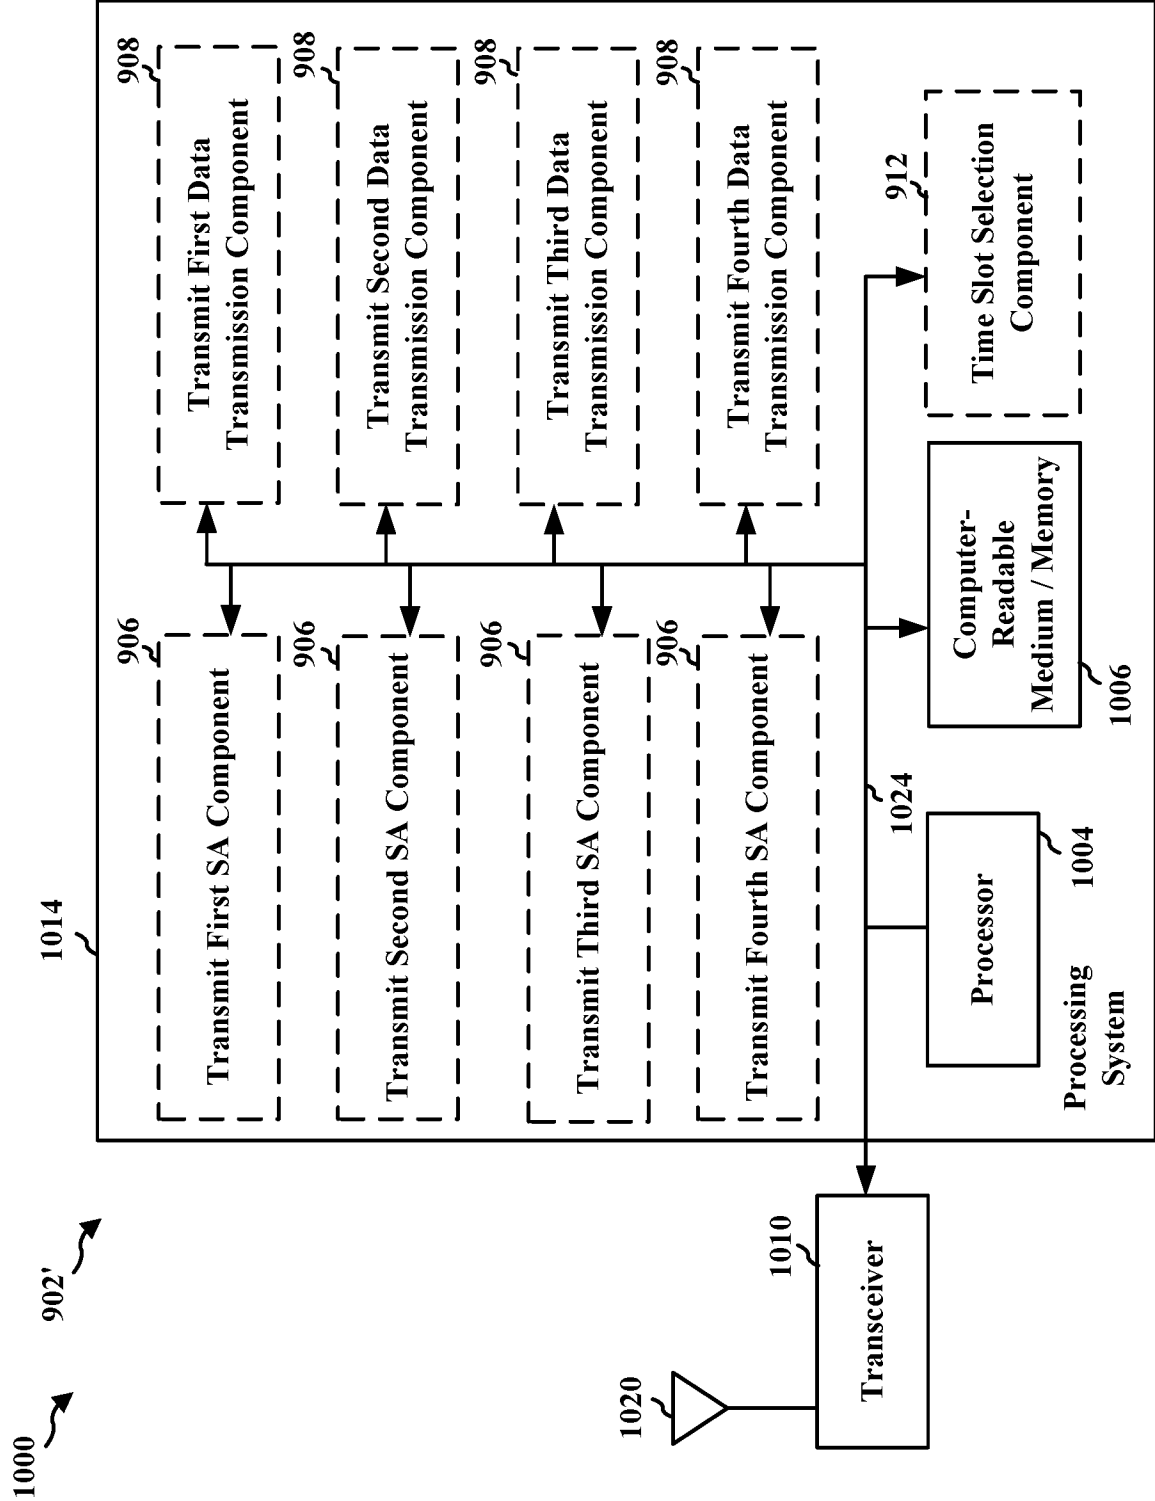 1000
902'
1014
906
Transmit First SA Component
908
Transmit First Data
Transmission Component
906
Transmit Second SA Component
908
Transmit Second Data
Transmission Component
906
Transmit Third SA Component
908
Transmit Third Data
Transmission Component
906
Transmit Fourth SA Component
908
Transmit Fourth Data
Transmission Component
1020
1010
Transceiver
1024
Processor
1004
Computer-
Readable
Medium / Memory
1006
912
Time Slot Selection
Component
Processing
System